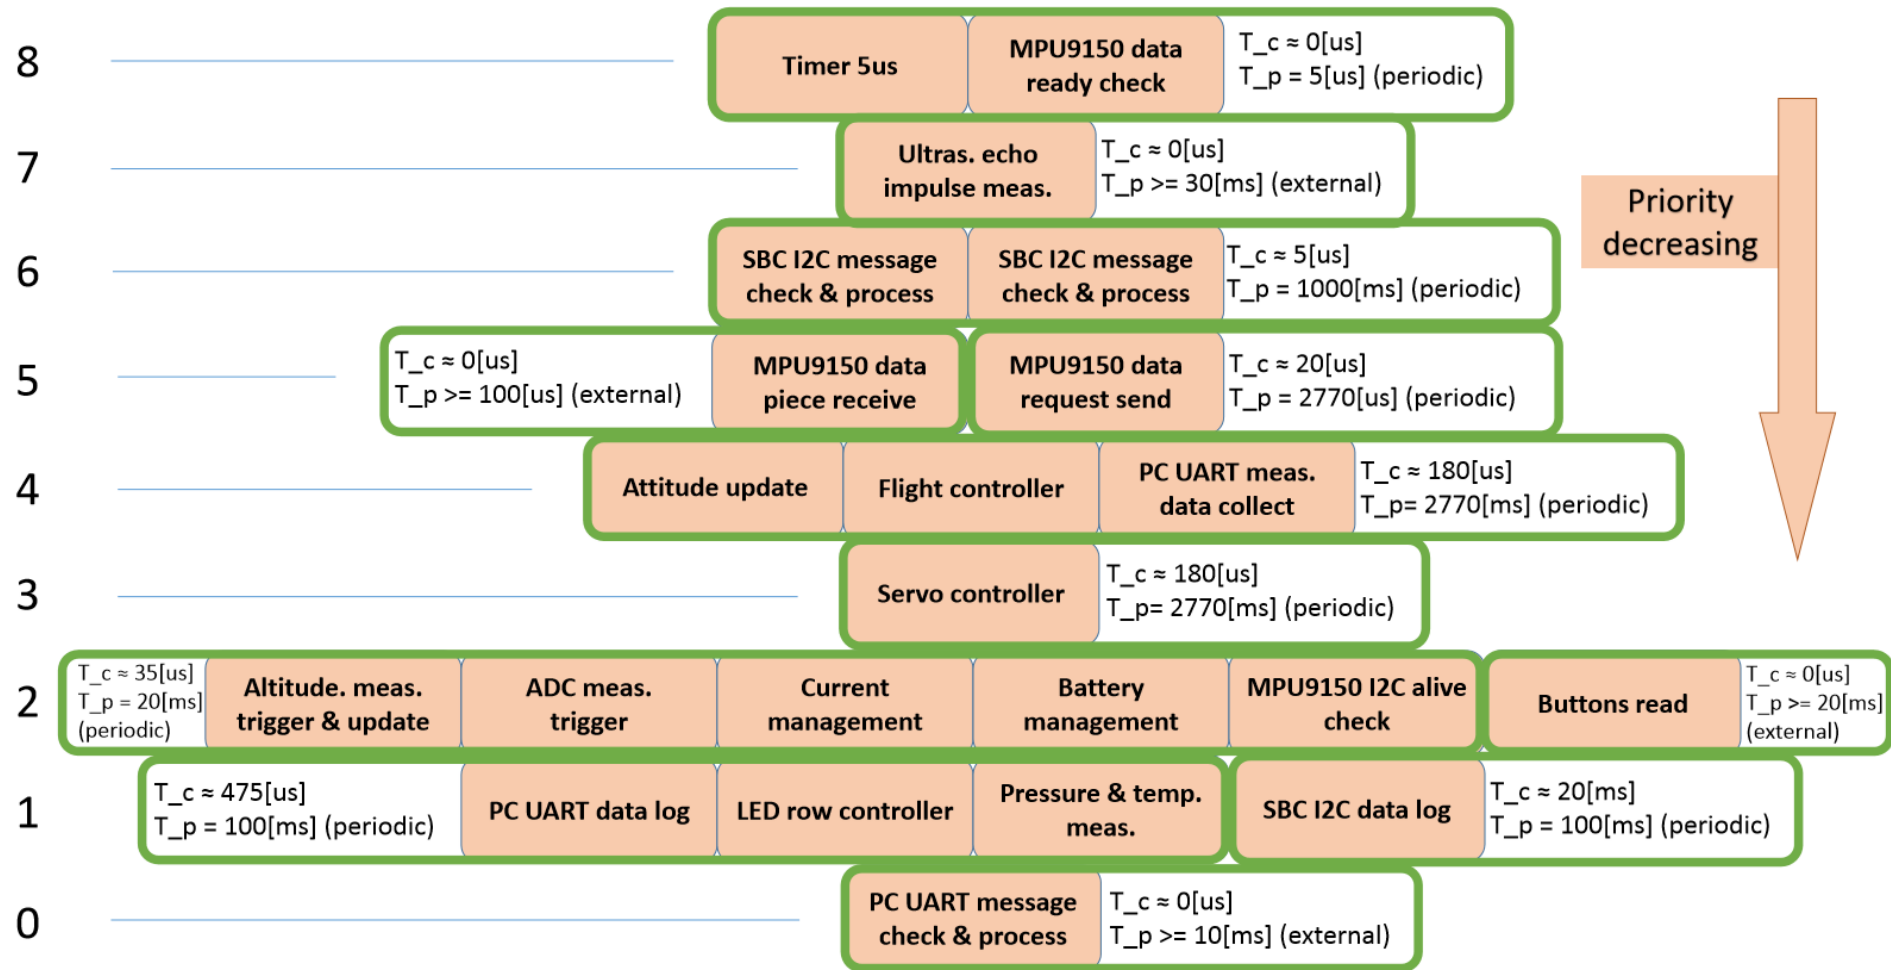 8
Timer 5us
MPU9150 data
ready check
T_c ≈ 0[us]
T_p = 5[us] (periodic)
7
Ultras. echo
impulse meas.
T_c ≈ 0[us]
T_p >= 30[ms] (external)
Priority
decreasing
6
SBC I2C message
check & process
SBC I2C message
check & process
T_c ≈ 5[us]
T_p = 1000[ms] (periodic)
5
T_c ≈ 0[us]
T_p >= 100[us] (external)
MPU9150 data
piece receive
MPU9150 data
request send
T_c ≈ 20[us]
T_p = 2770[us] (periodic)
4
Attitude update
Flight controller
PC UART meas.
data collect
T_c ≈ 180[us]
T_p= 2770[ms] (periodic)
3
Servo controller
T_c ≈ 180[us]
T_p= 2770[ms] (periodic)
2
T_c ≈ 35[us]
T_p = 20[ms]
(periodic)
Altitude. meas.
trigger & update
ADC meas.
trigger
Current
management
Battery
management
MPU9150 I2C alive
check
Buttons read
T_c ≈ 0[us]
T_p >= 20[ms]
(external)
1
T_c ≈ 475[us]
T_p = 100[ms] (periodic)
PC UART data log
LED row controller
Pressure & temp.
meas.
SBC I2C data log
T_c ≈ 20[ms]
T_p = 100[ms] (periodic)
0
PC UART message
check & process
T_c ≈ 0[us]
T_p >= 10[ms] (external)